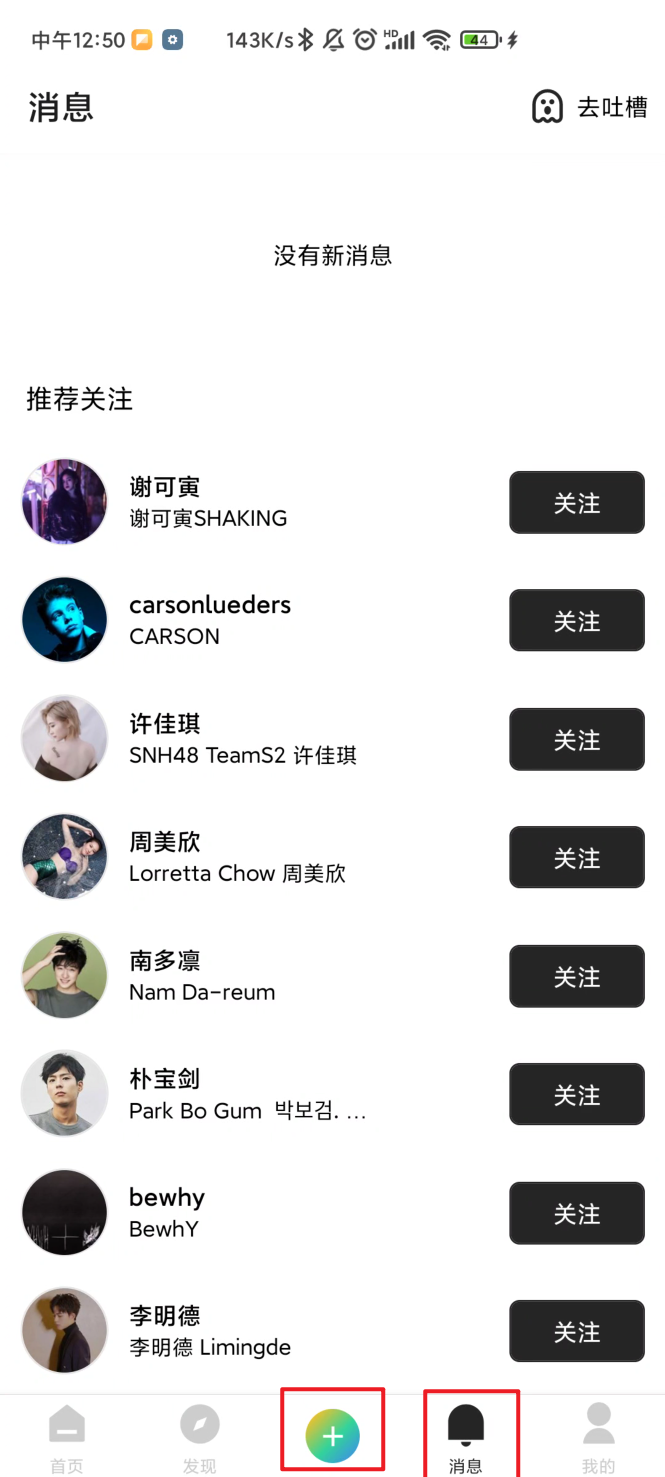 中午12:50 143K/s HD 44
消息
去吐槽
没有新消息
推荐关注
谢可寅
谢可寅SHAKING
关注
carsonlueders
CARSON
关注
许佳琪
SNH48 TeamS2 许佳琪
关注
周美欣
Lorretta Chow 周美欣
关注
南多凛
Nam Da-reum
关注
朴宝剑
Park Bo Gum 박보검. ...
关注
bewhy
BewhY
关注
李明德
李明德 Limingde
关注
首页 发现 消息 我的